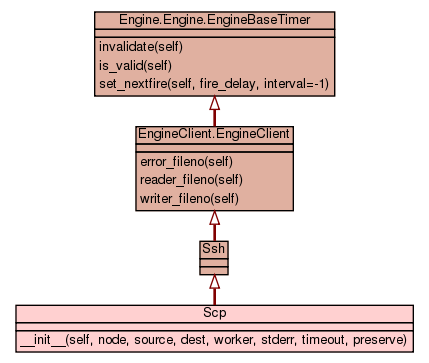 Engine.Engine.EngineBaseTimer
invalidate(self)
is_valid(self)
set_nextfire(self, fire_delay, interval=-1)
EngineClient.EngineClient
error_fileno(self)
reader_fileno(self)
writer_fileno(self)
Ssh
Scp
__init__(self, node, source, dest, worker, stderr, timeout, preserve)